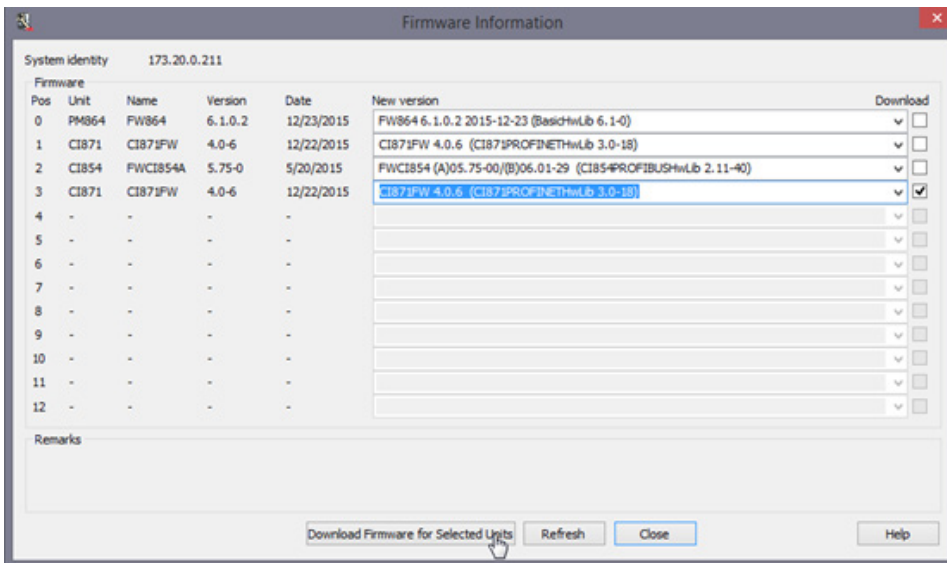 Firmware Information
System identity 173.20.0.211
Firmware
Pos Unit Name Version Date New version Download
0 PM864 FW864 6.1.0.2 12/23/2015 FW864 6.1.0.2 2015-12-23 (BasicHwLib 6.1-0)
1 CI871 CI871FW 4.0-6 12/22/2015 CI871FW 4.0.6 (CI871PROFINETHwLib 3.0-18)
2 CI854 FWCI854A 5.75-0 5/20/2015 FWCI854 (A)05.75-00/(B)06.01-29 (CI854PROFIBUSHwLib 2.11-40)
3 CI871 CI871FW 4.0-6 12/22/2015 CI871FW 4.0.6 (CI871PROFINETHwLib 3.0-18)
4 - - - -
5 - - - -
6 - - - -
7 - - - -
8 - - - -
9 - - - -
10 - - - -
11 - - - -
12 - - - -
Remarks
Download Firmware for Selected Units Refresh Close Help